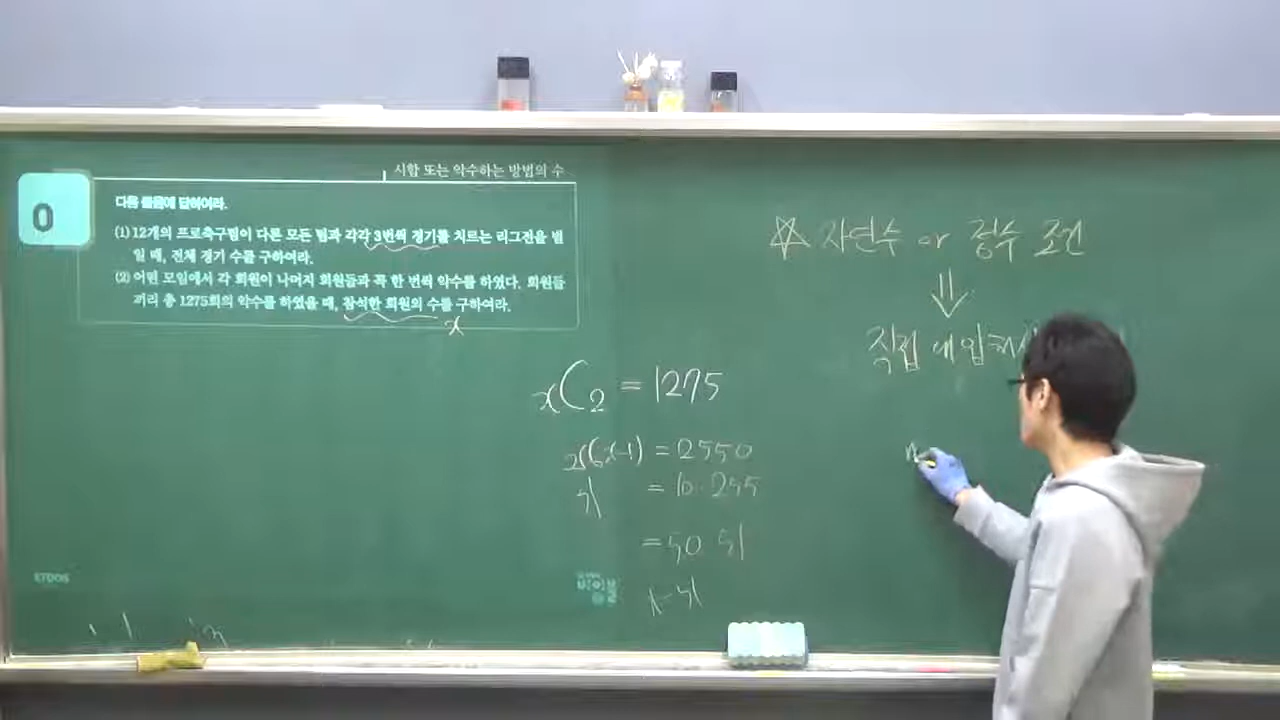 시합 또는 악수하는 방법의 수
0
다음 물음에 답하여라.
(1) 12개의 프로축구팀이 다른 모든 팀과 각각 3번씩 경기를 치르는 리그전을 벌
일 때, 전체 경기 수를 구하여라.
(2) 어떤 모임에서 각 회원이 나머지 회원들과 꼭 한 번씩 악수를 하였다. 회원들
끼리 총 1275회의 악수를 하였을 때, 참석한 회원의 수를 구하여라.
x
xC2 = 1275
x(x-1) = 2550
51 = 10·255
= 50 51
x=51
☆ 자연수 or 정수 조건
⇓
직접 대입해서
ETOOS